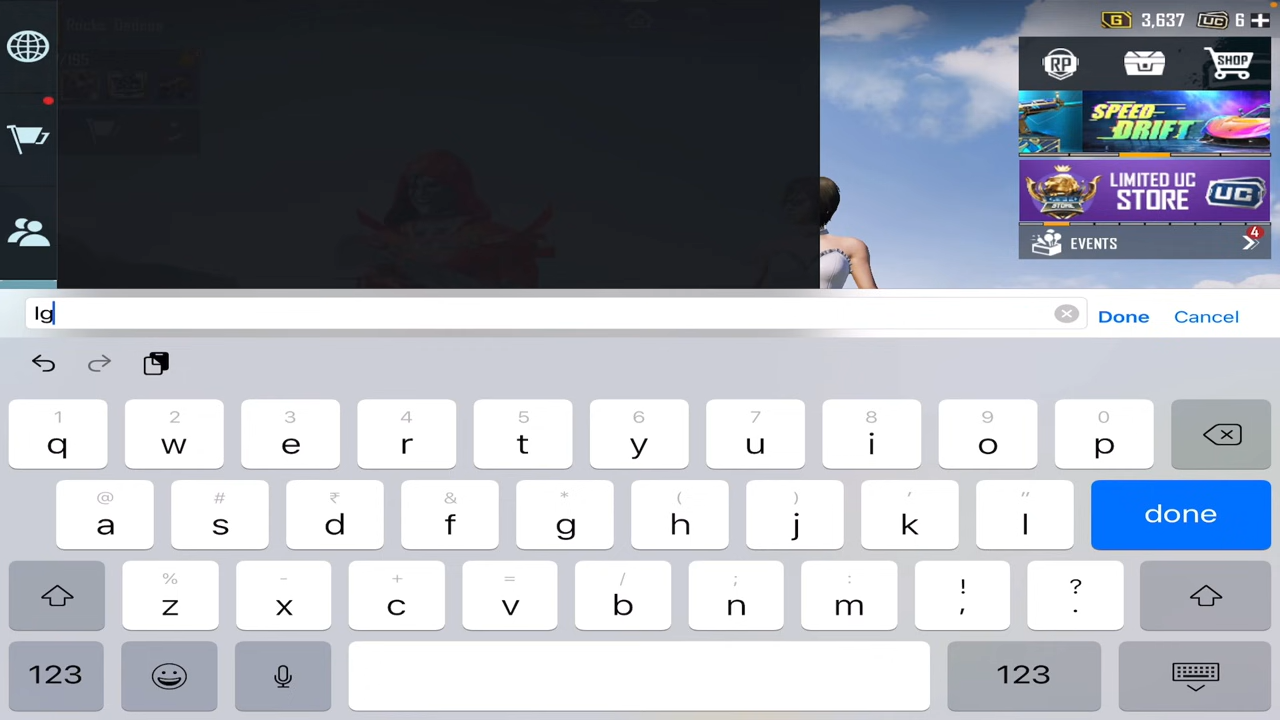 G 3,637 UC 6
RP
SHOP
SPEED
DRIFT
LIMITED UC
STORE
UC
EVENTS
4
Ig
Done Cancel
1 2 3 4 5 6 7 8 9 0
q w e r t y u i o p
@ # ₹ & * ( ) ' "
a s d f g h j k l done
% - + = / ; : ! ?
z x c v b n m , .
123 123